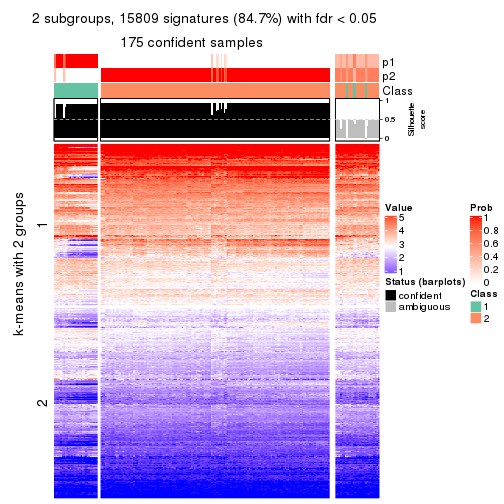 2 subgroups, 15809 signatures (84.7%) with fdr < 0.05
175 confident samples
p1
p2
Class
1
0.5
0
Silhouette
score
k-means with 2 groups
1
2
Value
5
4
3
2
1
Prob
1
0.8
0.6
0.4
0.2
0
Status (barplots)
confident
ambiguous
Class
1
2